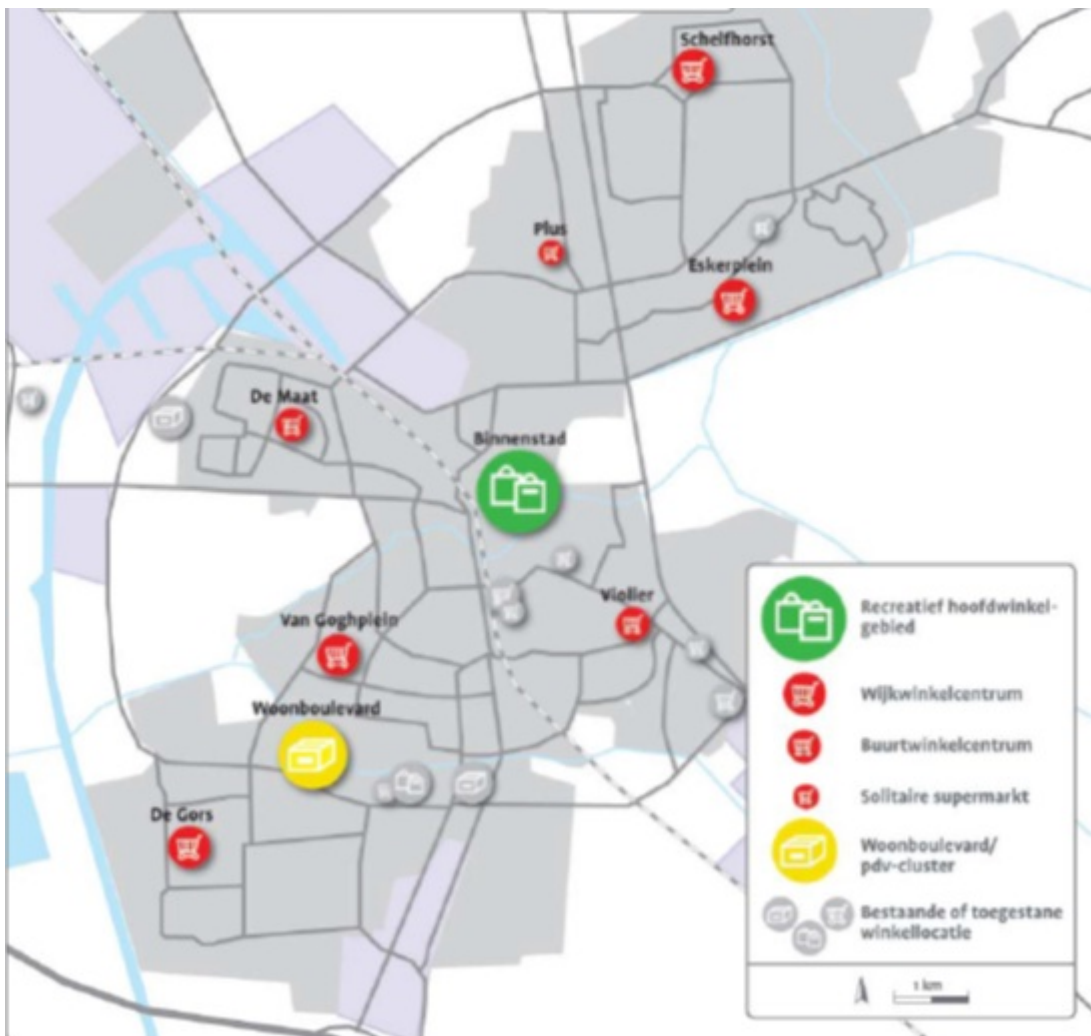 Schelfhorst
Plus
Eskerplein
De Maat
Binnenstad
Violier
Van Goghplein
Woonboulevard
De Gors
Recreatief hoofdwinkel-
gebied
Wijkwinkelcentrum
Buurtwinkelcentrum
Solitaire supermarkt
Woonboulevard/
pdv-cluster
Bestaande of toegestane
winkellocatie
1 km